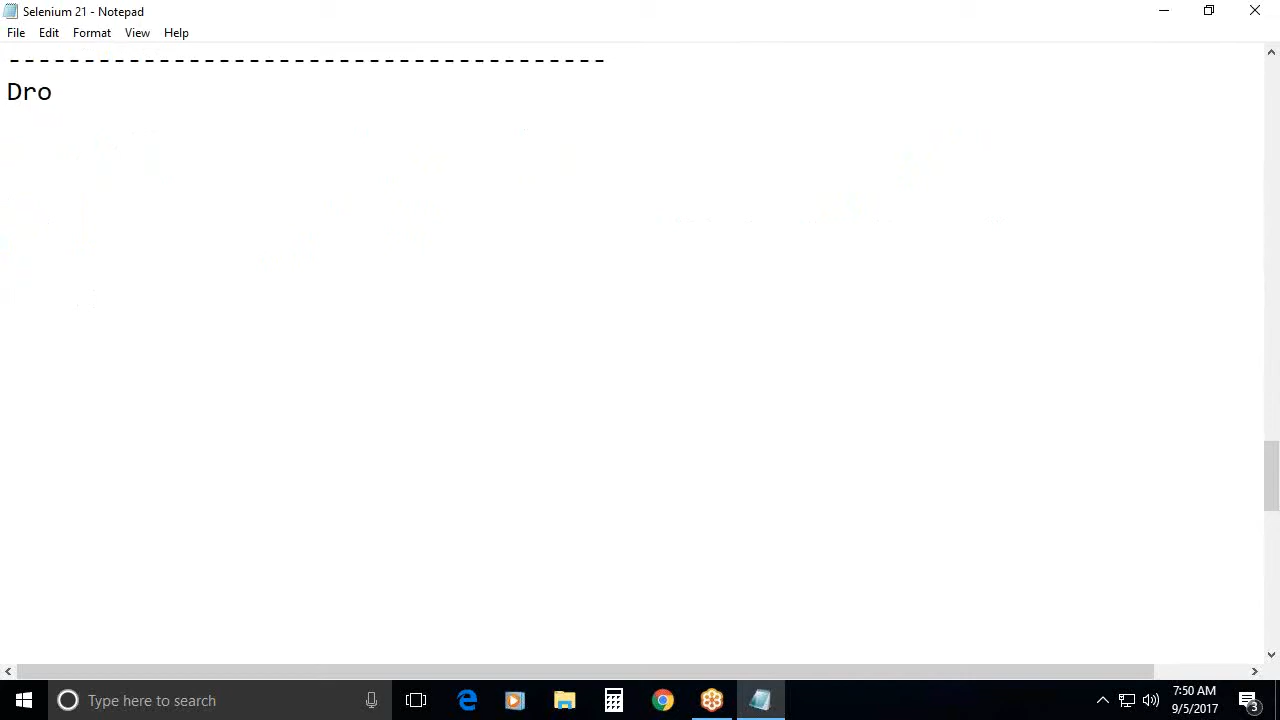 Selenium 21 - Notepad
File Edit Format View Help
----------------------------------------
Dro
Type here to search
7:50 AM
9/5/2017
3